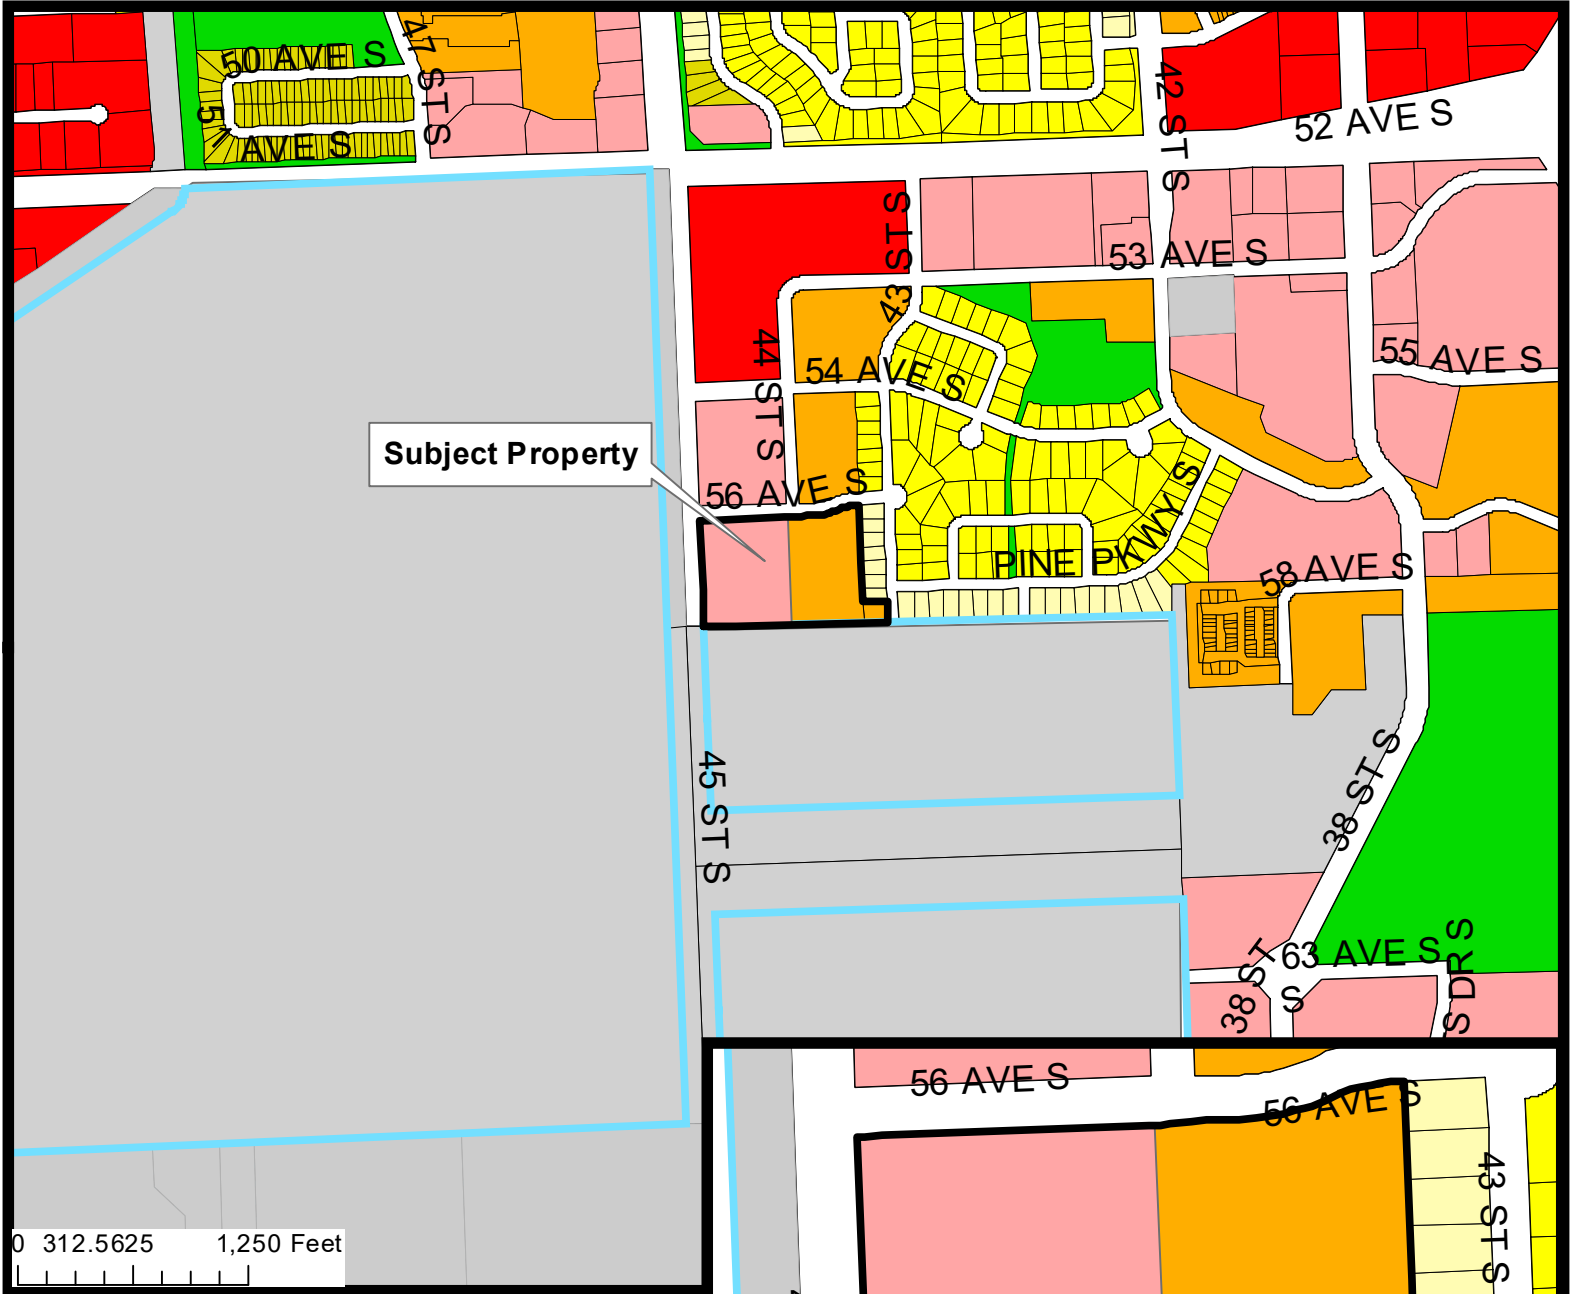 50 AVE S
47 ST S
51
AVE S
42 ST S
52 AVE S
43 ST S
53 AVE S
44 ST S
54 AVE S
55 AVE S
Subject Property
56 AVE S
PINE PKWY S
58 AVE S
45 ST S
38 ST S
63 AVE S
38 ST
S
S DR S
56 AVE S
56 AVE S
43 ST S
0 312.5625 1,250 Feet